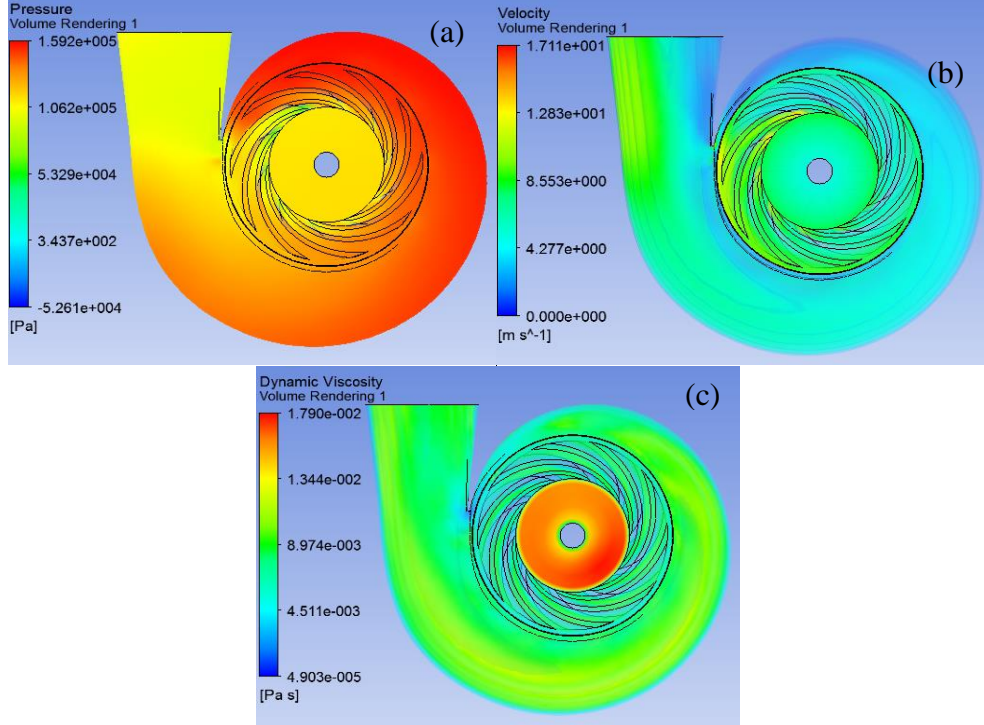 Pressure
Volume Rendering 1
1.592e+005
1.062e+005
5.329e+004
3.437e+002
-5.261e+004
[Pa]
(a)
Velocity
Volume Rendering 1
1.711e+001
1.283e+001
8.553e+000
4.277e+000
0.000e+000
[m s^-1]
(b)
Dynamic Viscosity
Volume Rendering 1
1.790e-002
1.344e-002
8.974e-003
4.511e-003
4.903e-005
[Pa s]
(c)